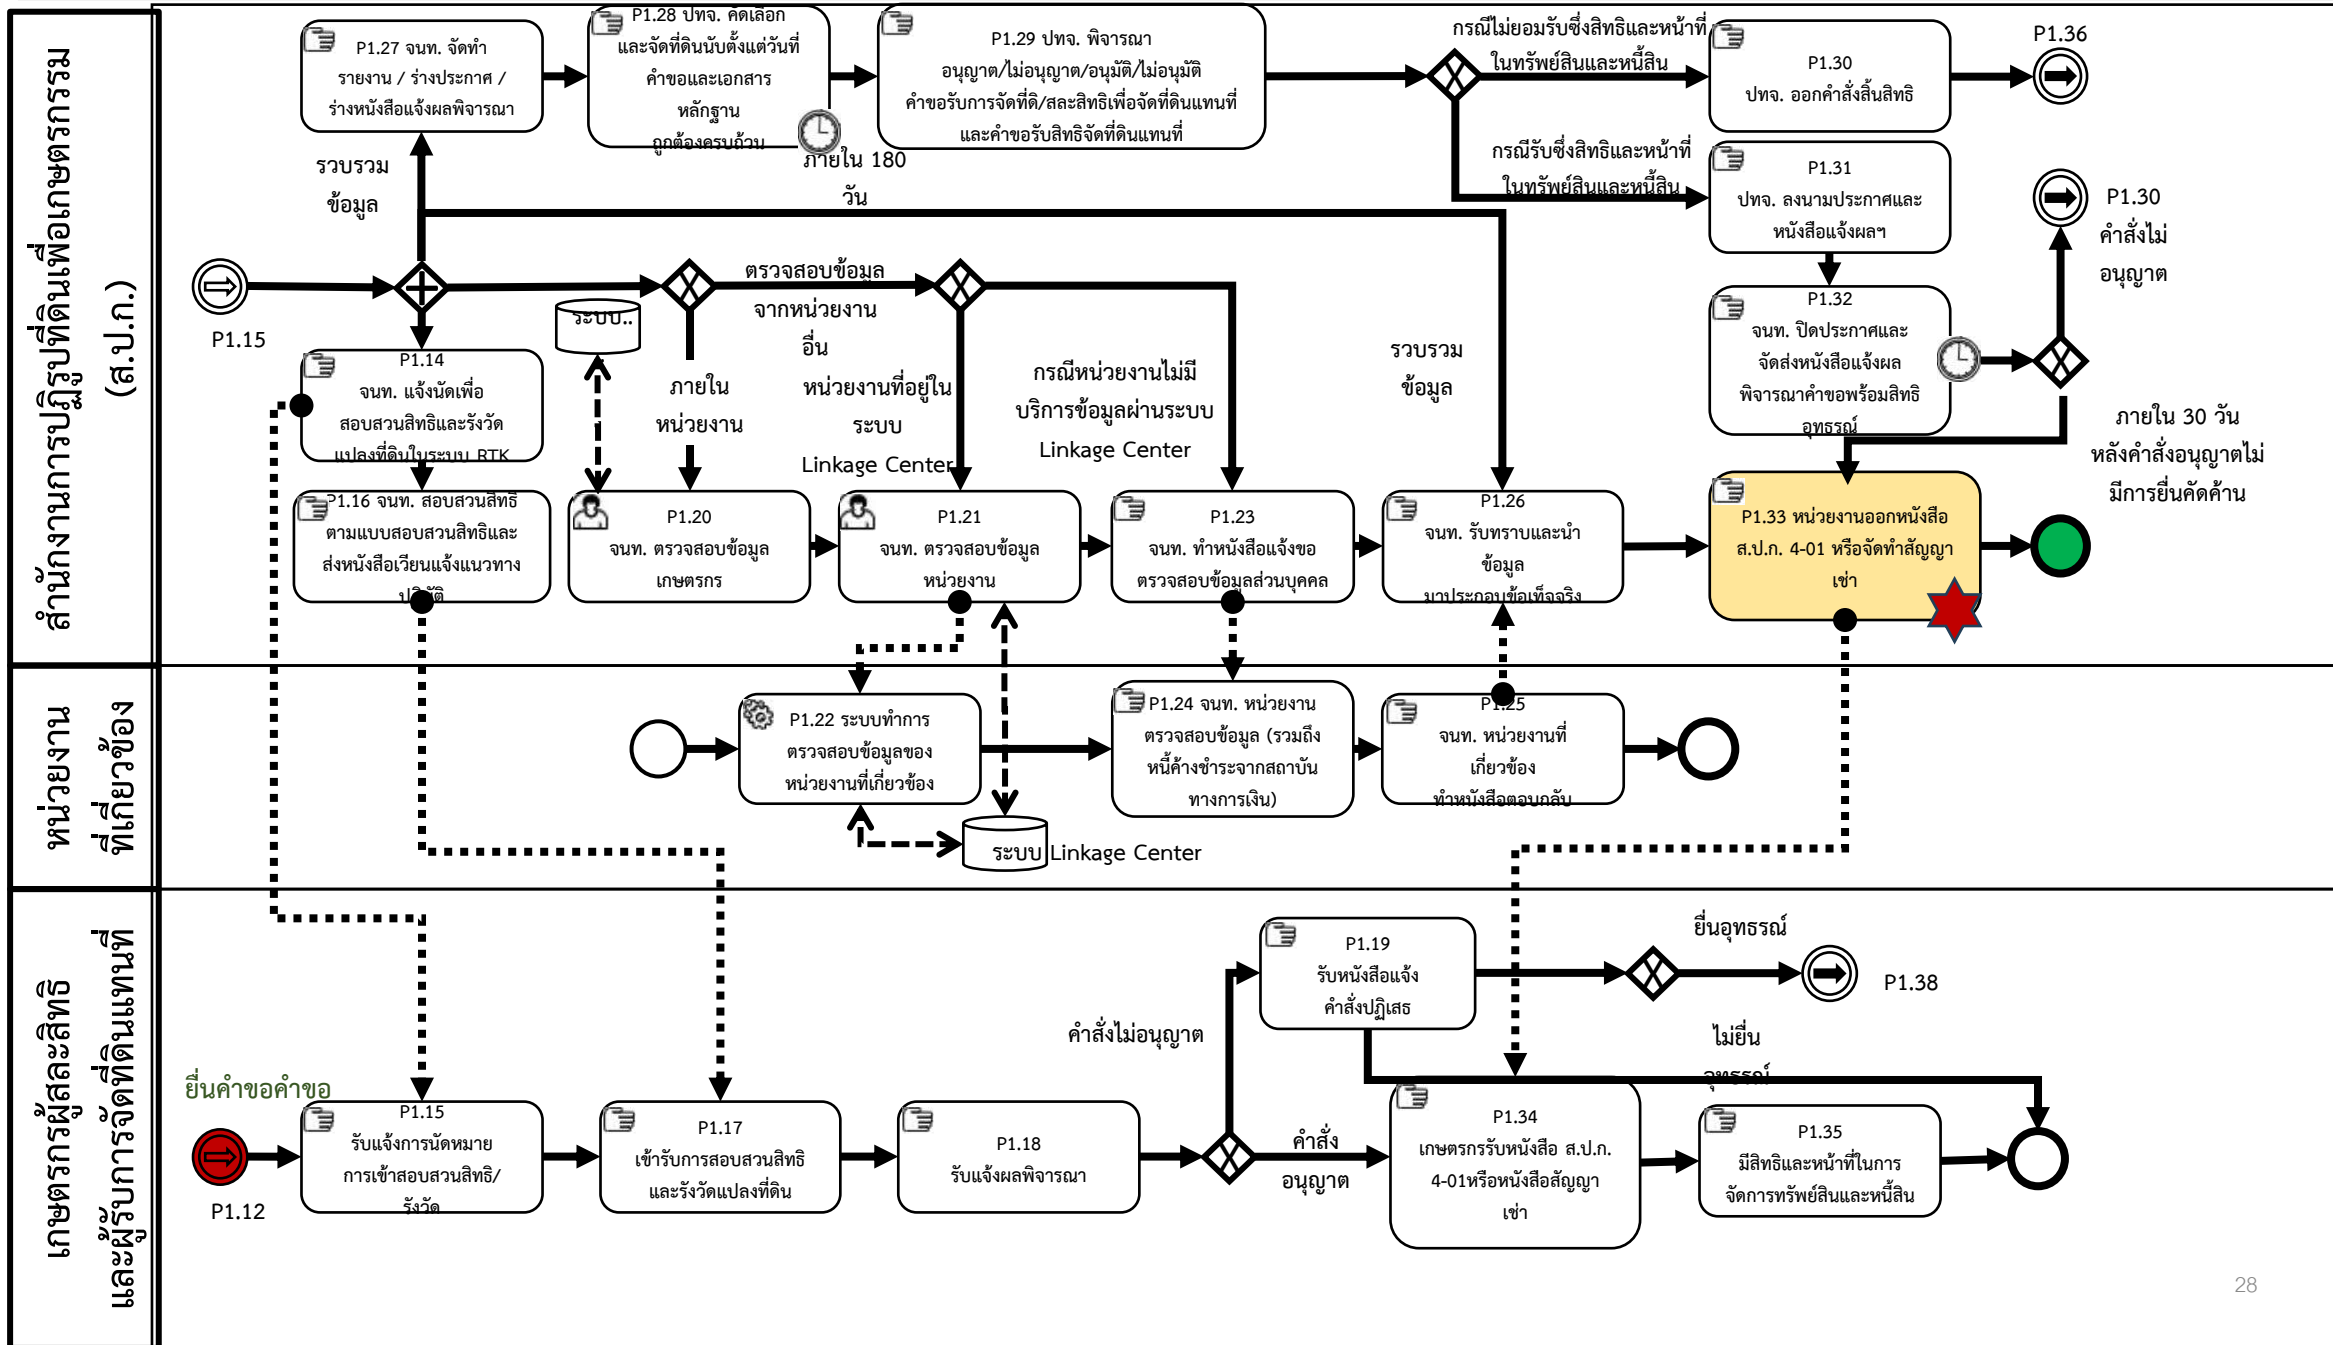 สำนักงานการปฏิรูปที่ดินเพื่อเกษตรกรรม
(ส.ป.ก.)
P1.27 จนท. จัดทำ
รายงาน / ร่างประกาศ /
ร่างหนังสือแจ้งผลพิจารณา
P1.28 ปทจ. คัดเลือก
และจัดที่ดินนับตั้งแต่วันที่
คำขอและเอกสาร
หลักฐาน
ถูกต้องครบถ้วน
ภายใน 180
วัน
P1.29 ปทจ. พิจารณา
อนุญาต/ไม่อนุญาต/อนุมัติ/ไม่อนุมัติ
คำขอรับการจัดที่ดิ/สละสิทธิเพื่อจัดที่ดินแทนที่
และคำขอรับสิทธิจัดที่ดินแทนที่
กรณีไม่ยอมรับซึ่งสิทธิและหน้าที่
ในทรัพย์สินและหนี้สิน
P1.30
ปทจ. ออกคำสั่งสิ้นสิทธิ
P1.36
กรณีรับซึ่งสิทธิและหน้าที่
ในทรัพย์สินและหนี้สิน
P1.31
ปทจ. ลงนามประกาศและ
หนังสือแจ้งผลฯ
P1.30
คำสั่งไม่
อนุญาต
รวบรวม
ข้อมูล
P1.15
ตรวจสอบข้อมูล
จากหน่วยงาน
อื่น
ระบบ..
P1.14
จนท. แจ้งนัดเพื่อ
สอบสวนสิทธิและรังวัด
แปลงที่ดินในระบบ RTK
ภายใน
หน่วยงาน
หน่วยงานที่อยู่ใน
ระบบ
Linkage Center
กรณีหน่วยงานไม่มี
บริการข้อมูลผ่านระบบ
Linkage Center
รวบรวม
ข้อมูล
P1.32
จนท. ปิดประกาศและ
จัดส่งหนังสือแจ้งผล
พิจารณาคำขอพร้อมสิทธิ
อุทธรณ์
ภายใน 30 วัน
หลังคำสั่งอนุญาตไม่
มีการยื่นคัดค้าน
P1.16 จนท. สอบสวนสิทธิ
ตามแบบสอบสวนสิทธิและ
ส่งหนังสือเวียนแจ้งแนวทาง
ปฏิบัติ
P1.20
จนท. ตรวจสอบข้อมูล
เกษตรกร
P1.21
จนท. ตรวจสอบข้อมูล
หน่วยงาน
P1.23
จนท. ทำหนังสือแจ้งขอ
ตรวจสอบข้อมูลส่วนบุคคล
P1.26
จนท. รับทราบและนำ
ข้อมูล
มาประกอบข้อเท็จจริง
P1.33 หน่วยงานออกหนังสือ
ส.ป.ก. 4-01 หรือจัดทำสัญญา
เช่า
หน่วยงาน
ที่เกี่ยวข้อง
P1.22 ระบบทำการ
ตรวจสอบข้อมูลของ
หน่วยงานที่เกี่ยวข้อง
P1.24 จนท. หน่วยงาน
ตรวจสอบข้อมูล (รวมถึง
หนี้ค้างชำระจากสถาบัน
ทางการเงิน)
P1.25
จนท. หน่วยงานที่
เกี่ยวข้อง
ทำหนังสือตอบกลับ
ระบบ Linkage Center
เกษตรกรผู้สละสิทธิ
และผู้รับการจัดที่ดินแทนที่
P1.19
รับหนังสือแจ้ง
คำสั่งปฏิเสธ
ยื่นอุทธรณ์
P1.38
คำสั่งไม่อนุญาต
ไม่ยื่น
อุทธรณ์
ยื่นคำขอคำขอ
P1.12
P1.15
รับแจ้งการนัดหมาย
การเข้าสอบสวนสิทธิ/
รังวัด
P1.17
เข้ารับการสอบสวนสิทธิ
และรังวัดแปลงที่ดิน
P1.18
รับแจ้งผลพิจารณา
คำสั่ง
อนุญาต
P1.34
เกษตรกรรับหนังสือ ส.ป.ก.
4-01หรือหนังสือสัญญา
เช่า
P1.35
มีสิทธิและหน้าที่ในการ
จัดการทรัพย์สินและหนี้สิน
28